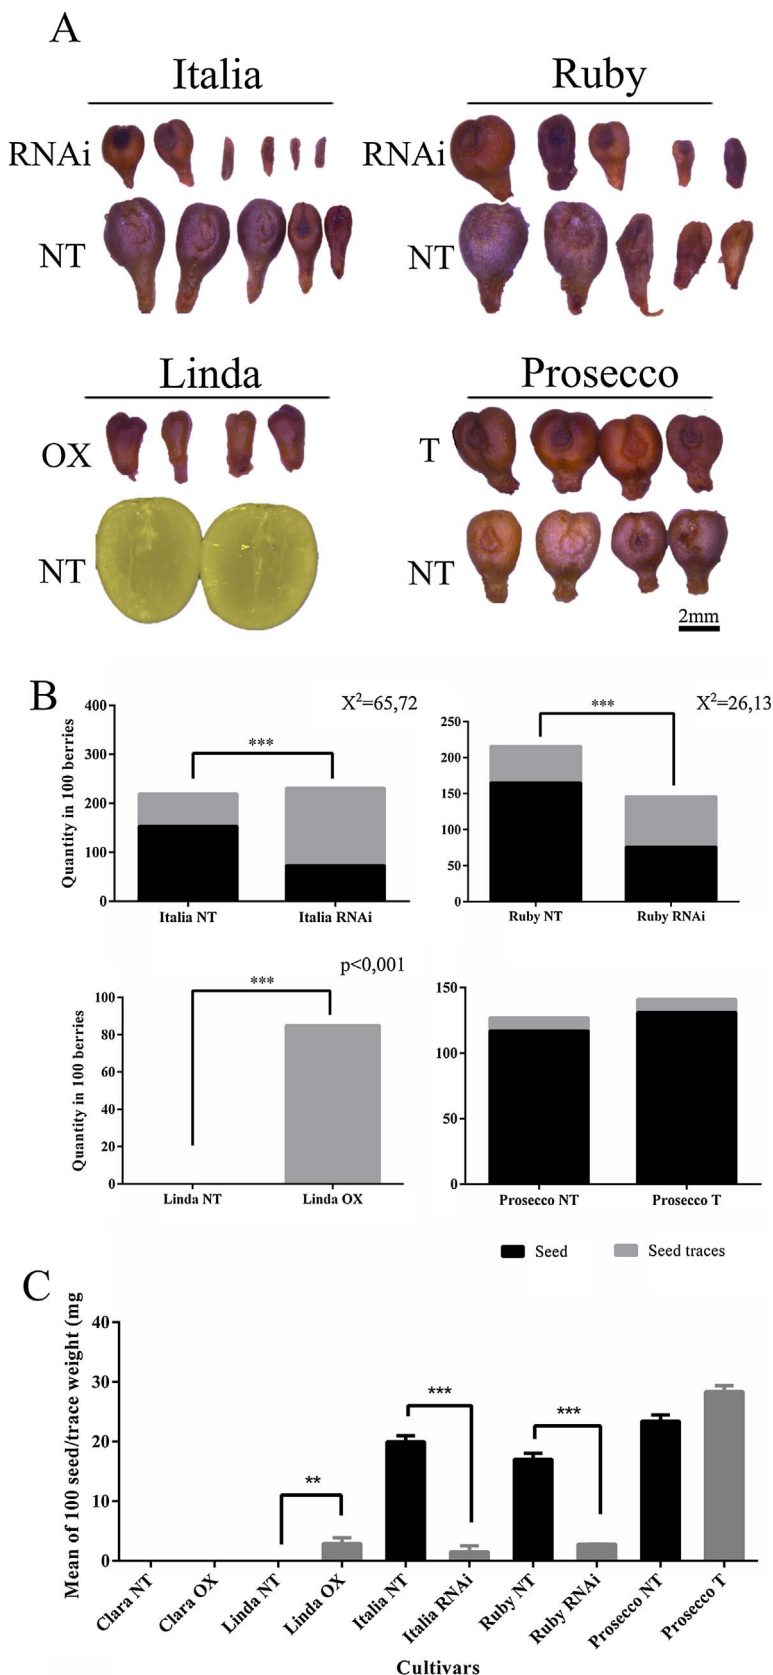 A
Italia
Ruby
RNAi
RNAi
NT
NT
Linda
Prosecco
OX
T
NT
NT
2mm
B
X²=65,72
X²=26,13
Quantity in 100 berries
400
300
200
100
0
***
Italia NT
Italia RNAi
250
200
150
100
50
0
***
Ruby NT
Ruby RNAi
p<0,001
Quantity in 100 berries
100
80
60
40
20
0
***
Linda NT
Linda OX
150
100
50
0
Prosecco NT
Prosecco T
Seed
Seed traces
C
Mean of 100 seed/trace weight (mg
40
30
20
10
0
**
***
***
Clara NT
Clara OX
Linda NT
Linda OX
Italia NT
Italia RNAi
Ruby NT
Ruby RNAi
Prosecco NT
Prosecco T
Cultivars